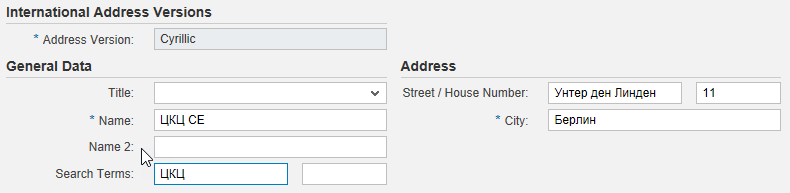 International Address Versions
* Address Version: Cyrillic
General Data
Title:
* Name: ЦКЦ СЕ
Name 2:
Search Terms: ЦКЦ
Address
Street / House Number: Унтер ден Линден 11
* City: Берлин